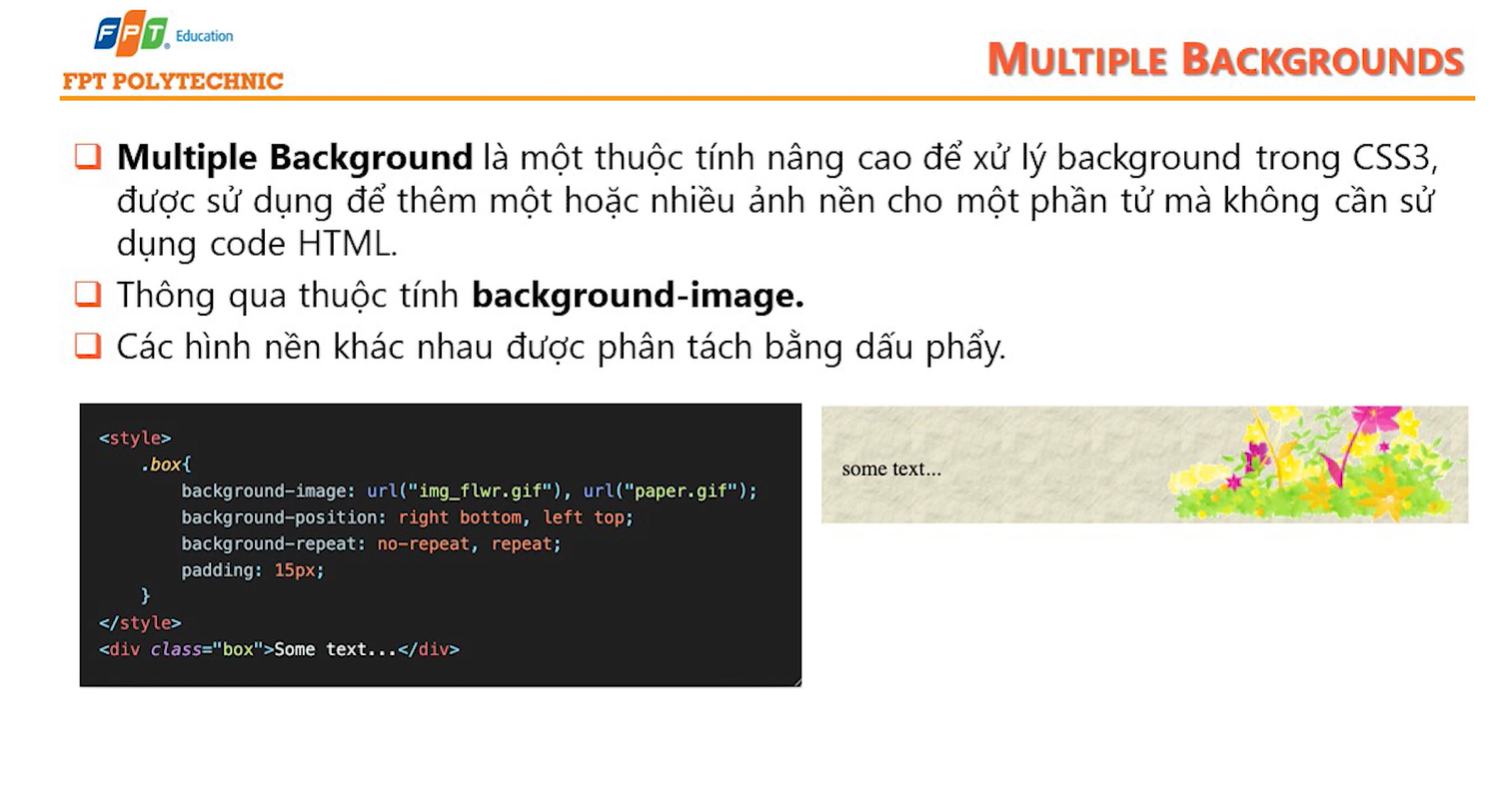 FPT. Education
FPT POLYTECHNIC
MULTIPLE BACKGROUNDS
Multiple Background là một thuộc tính nâng cao để xử lý background trong CSS3,
được sử dụng để thêm một hoặc nhiều ảnh nền cho một phần tử mà không cần sử
dụng code HTML.
Thông qua thuộc tính background-image.
Các hình nền khác nhau được phân tách bằng dấu phẩy.
<style>
.box{
background-image: url("img_flwr.gif"), url("paper.gif");
background-position: right bottom, left top;
background-repeat: no-repeat, repeat;
padding: 15px;
}
</style>
<div class="box">Some text...</div>
some text...